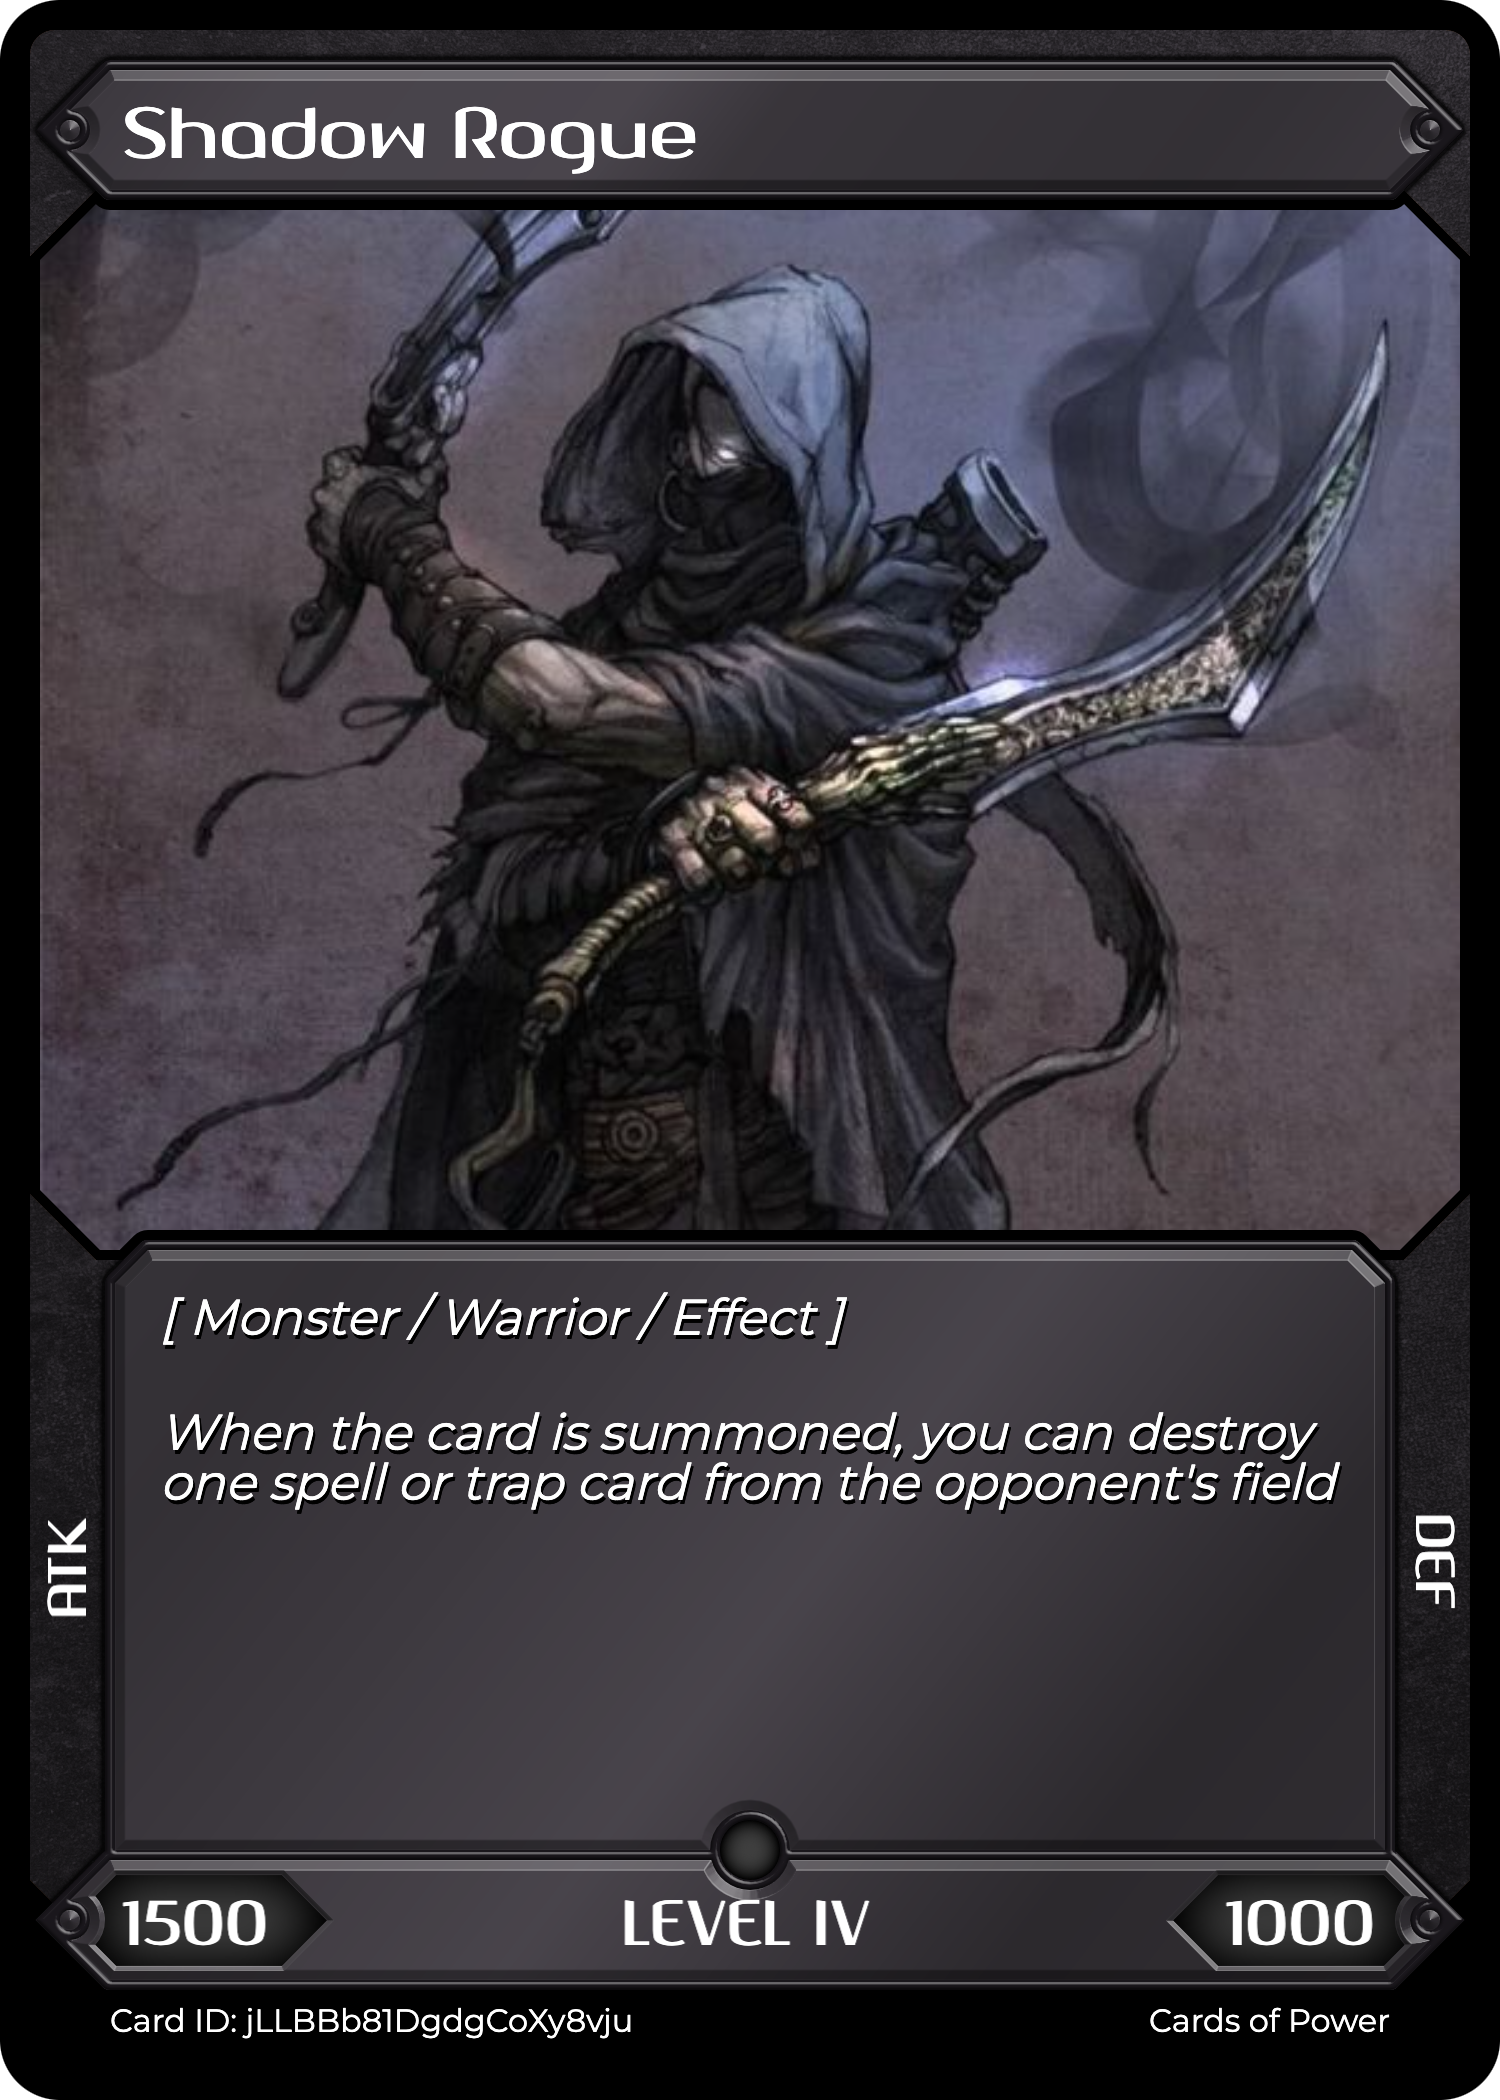 Shadow Rogue
[ Monster / Warrior / Effect ]
When the card is summoned, you can destroy
one spell or trap card from the opponent's field
ATK
DEF
1500
LEVEL IV
1000
Card ID: jLLBBb81DgdgCoXy8vju
Cards of Power